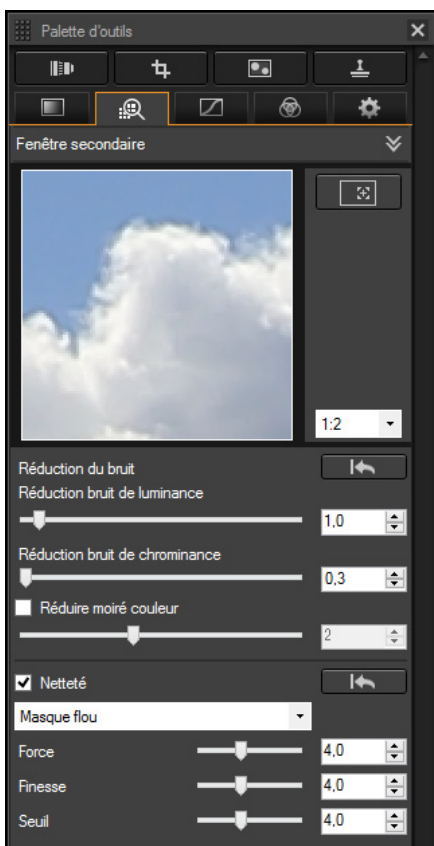 Palette d'outils
Fenêtre secondaire
1:2
Réduction du bruit
Réduction bruit de luminance
1,0
Réduction bruit de chrominance
0,3
Réduire moiré couleur
2
Netteté
Masque flou
Force 4,0
Finesse 4,0
Seuil 4,0